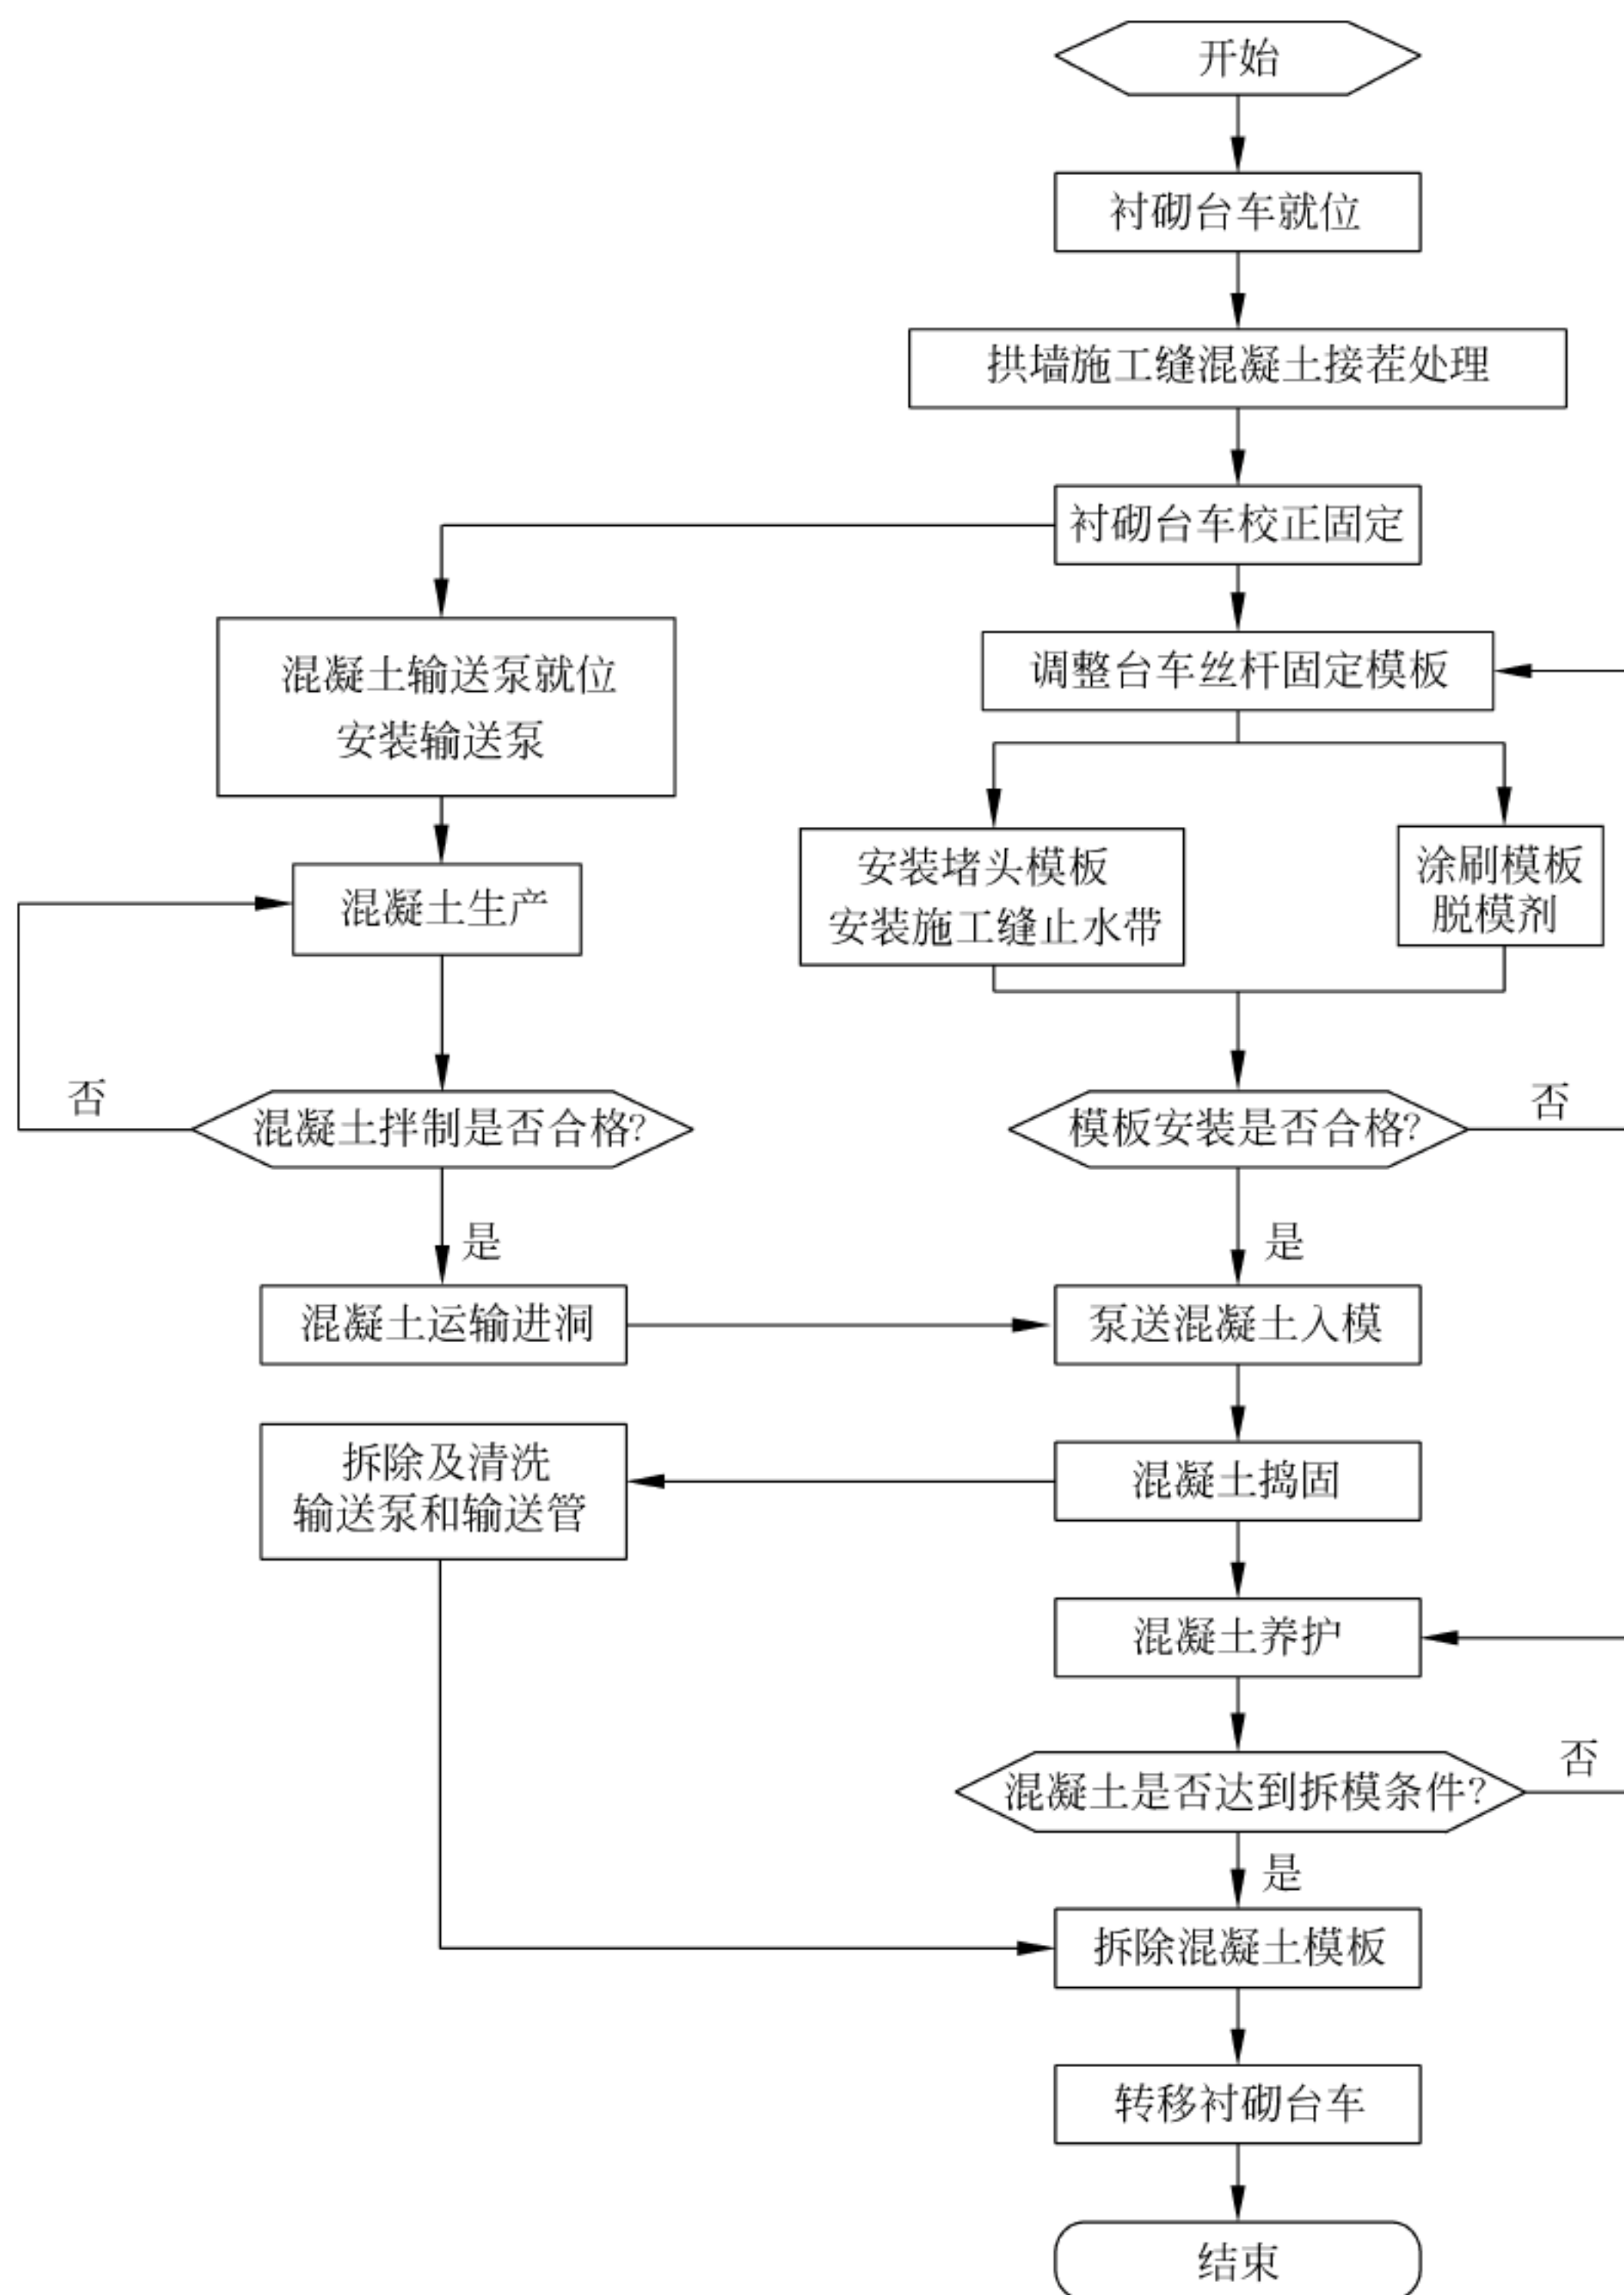 开始
衬砌台车就位
拱墙施工缝混凝土接茬处理
衬砌台车校正固定
混凝土输送泵就位
安装输送泵
调整台车丝杆固定模板
混凝土生产
安装堵头模板
安装施工缝止水带
涂刷模板
脱模剂
否
混凝土拌制是否合格?
模板安装是否合格?
否
是
是
混凝土运输进洞
泵送混凝土入模
拆除及清洗
输送泵和输送管
混凝土捣固
混凝土养护
混凝土是否达到拆模条件?
否
是
拆除混凝土模板
转移衬砌台车
结束